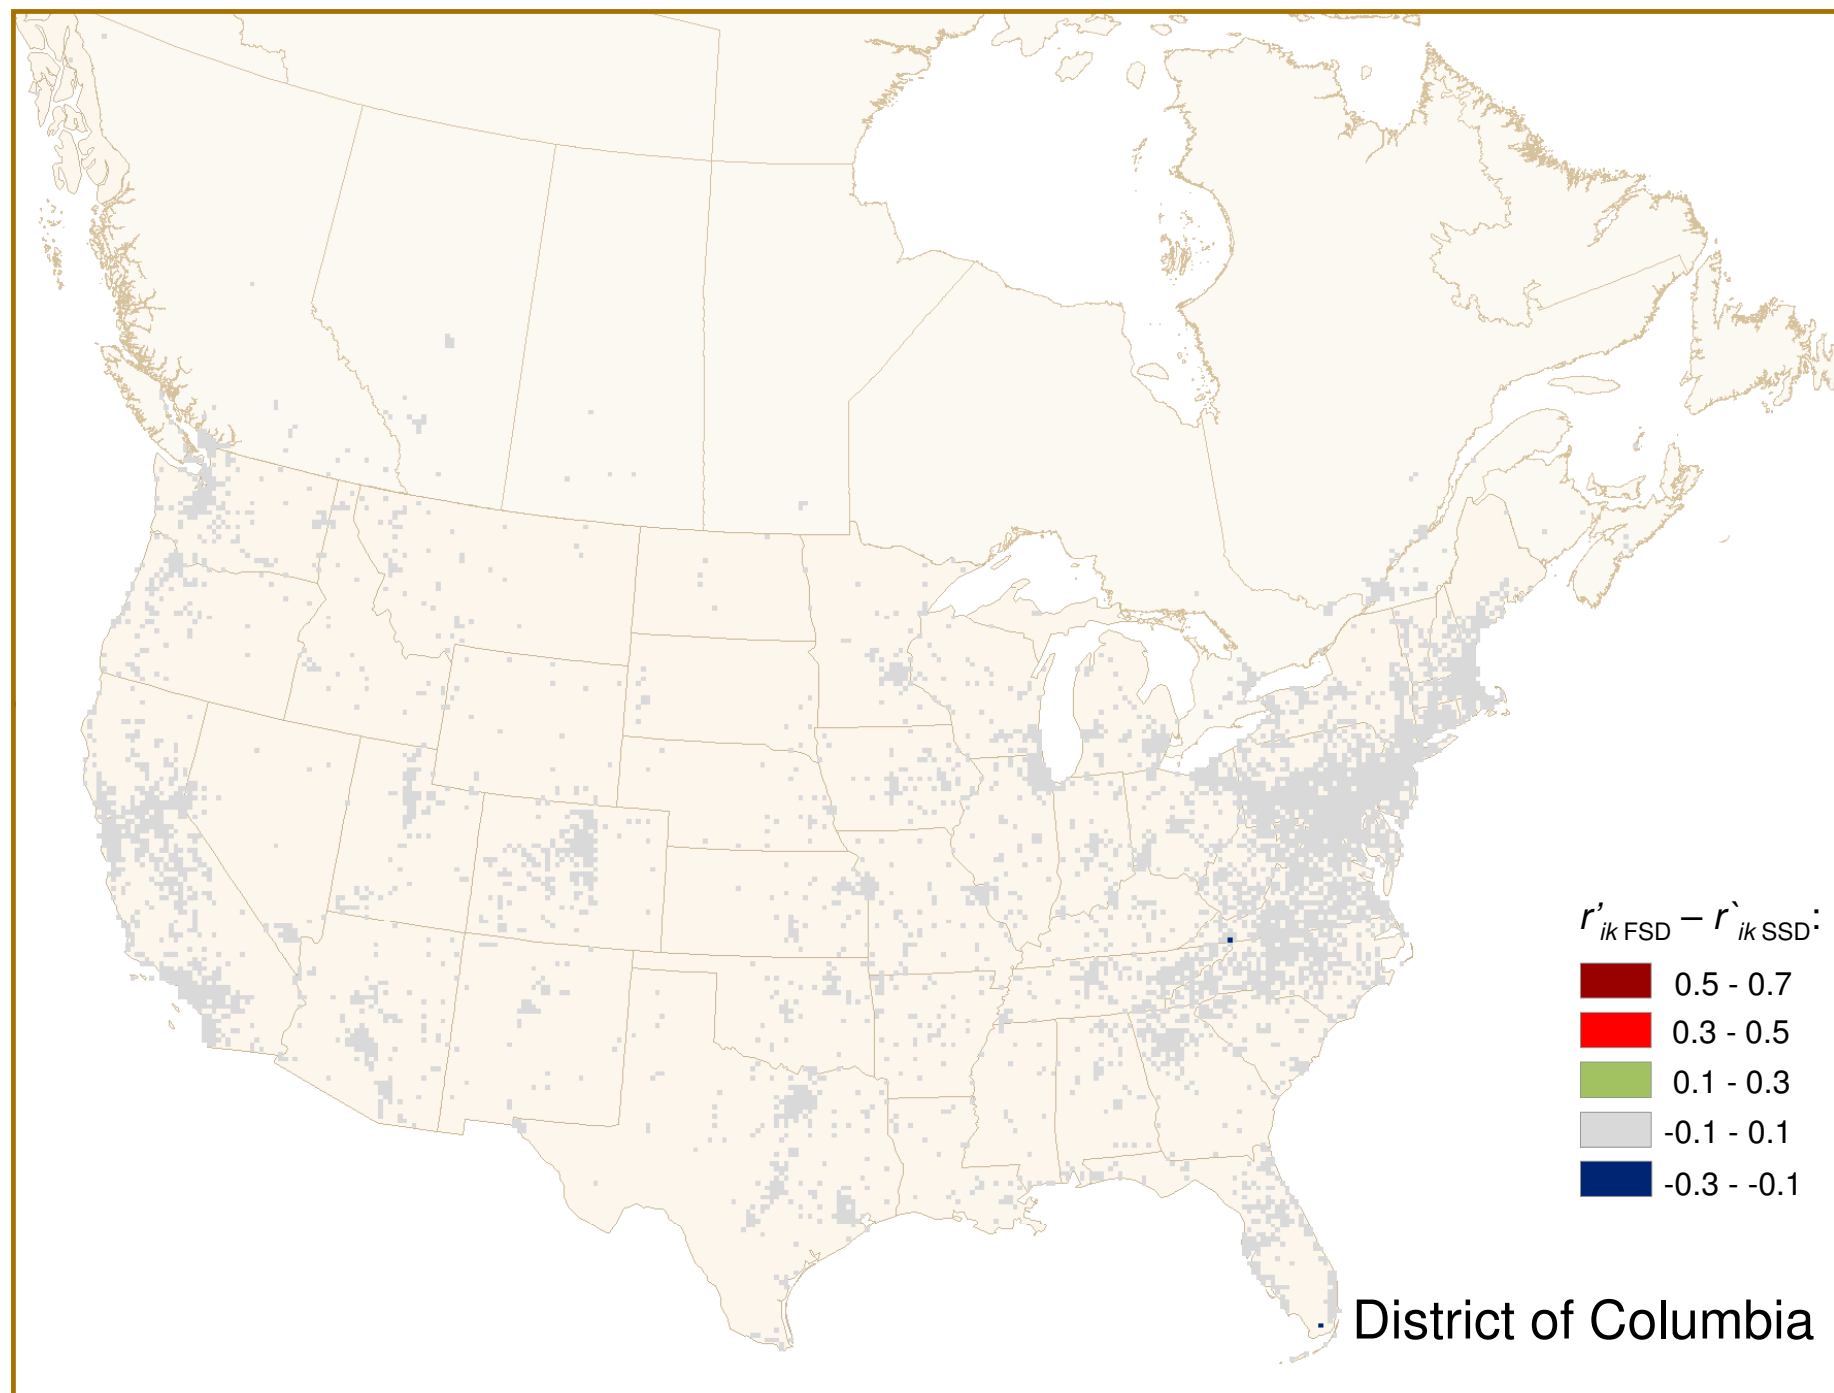 r’ik FSD – r`ik SSD:
0.5 - 0.7
0.3 - 0.5
0.1 - 0.3
-0.1 - 0.1
-0.3 - -0.1
District of Columbia